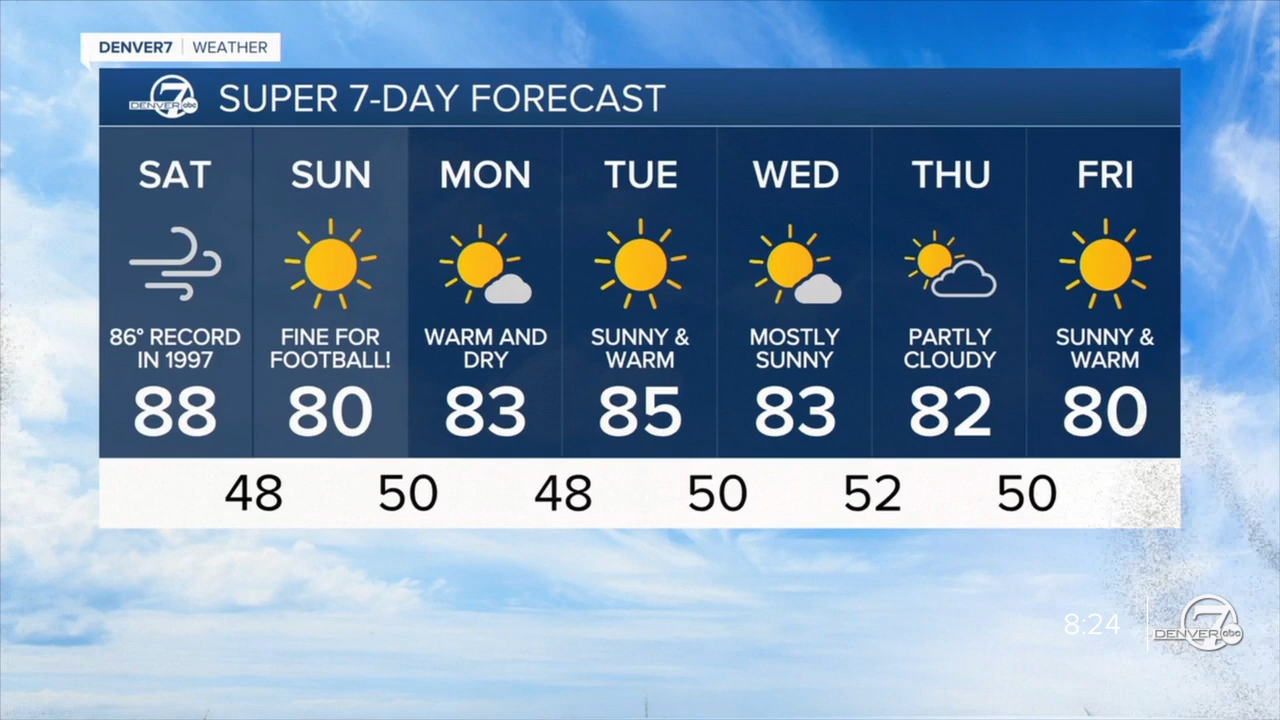 DENVER7 | WEATHER
7 DENVER abc
SUPER 7-DAY FORECAST
SAT SUN MON TUE WED THU FRI
86° RECORD IN 1997
FINE FOR FOOTBALL!
WARM AND DRY
SUNNY & WARM
MOSTLY SUNNY
PARTLY CLOUDY
SUNNY & WARM
88 80 83 85 83 82 80
48 50 48 50 52 50
8:24
7 DENVER abc